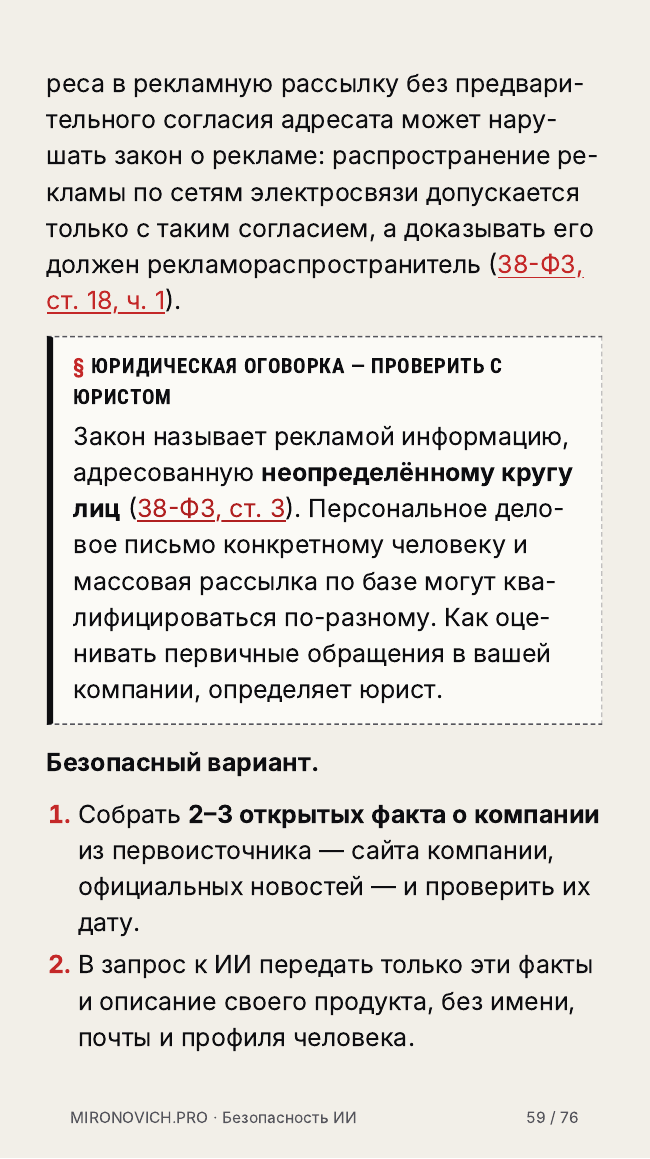 реса в рекламную рассылку без предвари-
тельного согласия адресата может нару-
шать закон о рекламе: распространение ре-
кламы по сетям электросвязи допускается
только с таким согласием, а доказывать его
должен рекламораспространитель (38-ФЗ,
ст. 18, ч. 1).
§ ЮРИДИЧЕСКАЯ ОГОВОРКА — ПРОВЕРИТЬ С
ЮРИСТОМ
Закон называет рекламой информацию,
адресованную неопределённому кругу
лиц (38-ФЗ, ст. 3). Персональное дело-
вое письмо конкретному человеку и
массовая рассылка по базе могут ква-
лифицироваться по-разному. Как оце-
нивать первичные обращения в вашей
компании, определяет юрист.
Безопасный вариант.
1. Собрать 2–3 открытых факта о компании
из первоисточника — сайта компании,
официальных новостей — и проверить их
дату.
2. В запрос к ИИ передать только эти факты
и описание своего продукта, без имени,
почты и профиля человека.
MIRONOVICH.PRO · Безопасность ИИ 59 / 76